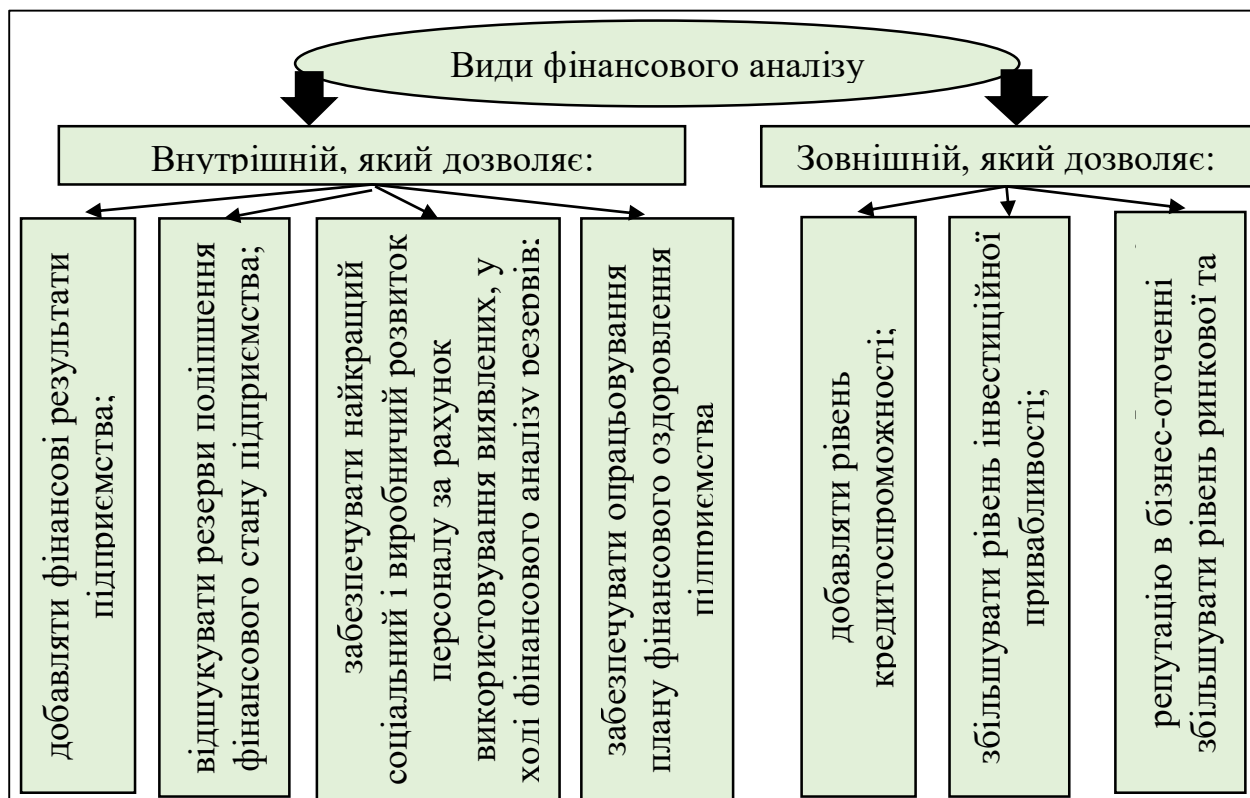 Види фінансового аналізу
Внутрішній, який дозволяє:
Зовнішній, який дозволяє:
добавляти фінансові результати
підприємства;
відшукувати резерви поліпшення
фінансового стану підприємства;
забезпечувати найкращий
соціальний і виробничий розвиток
персоналу за рахунок
використовування виявлених, у
ході фінансового аналізу резервів;
забезпечувати опрацьовування
плану фінансового оздоровлення
підприємства
добавляти рівень
кредитоспроможності;
збільшувати рівень інвестиційної
привабливості;
репутацію в бізнес-оточенні
збільшувати рівень ринкової та